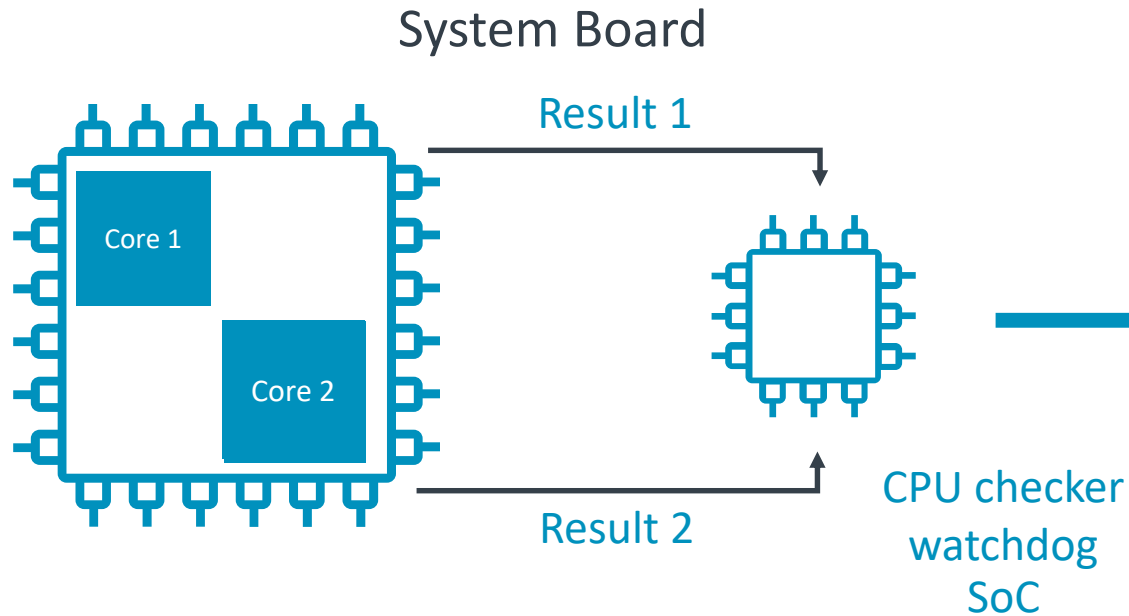 System Board
Result 1
Core 1
Core 2
Result 2
CPU checker
watchdog
SoC